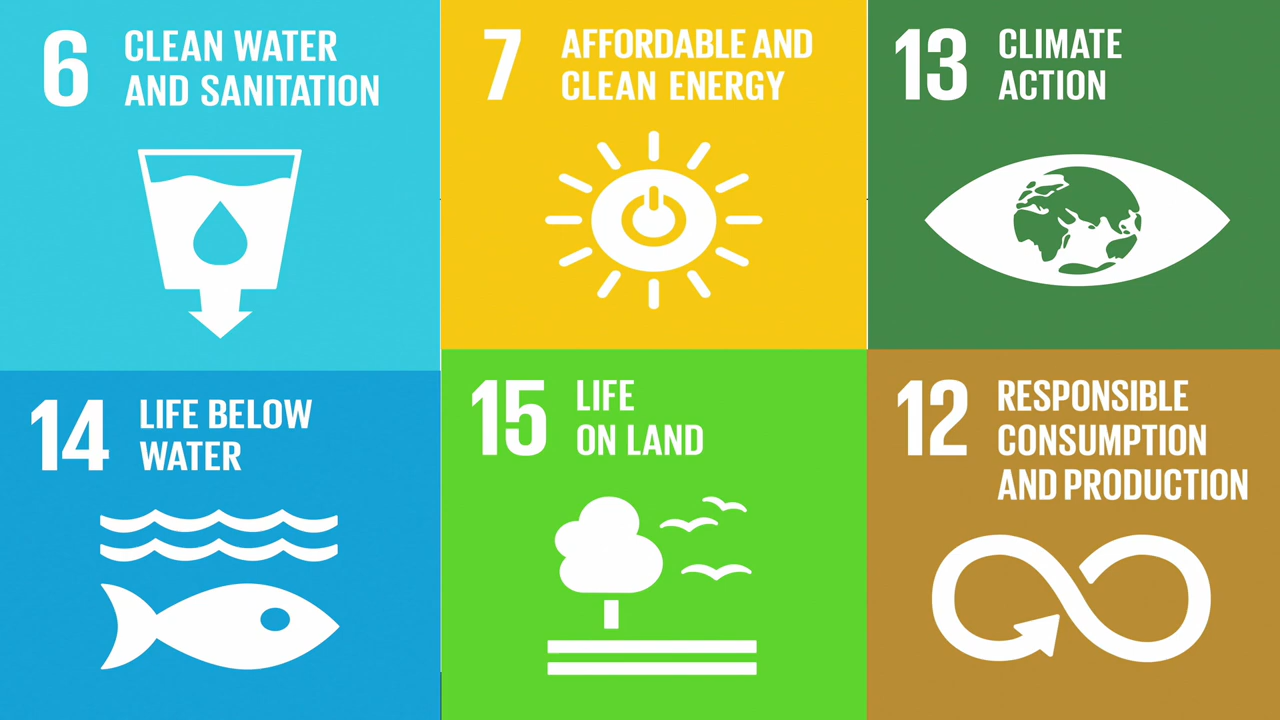 6
CLEAN WATER
AND SANITATION
7
AFFORDABLE AND
CLEAN ENERGY
13
CLIMATE
ACTION
14
LIFE BELOW
WATER
15
LIFE
ON LAND
12
RESPONSIBLE
CONSUMPTION
AND PRODUCTION